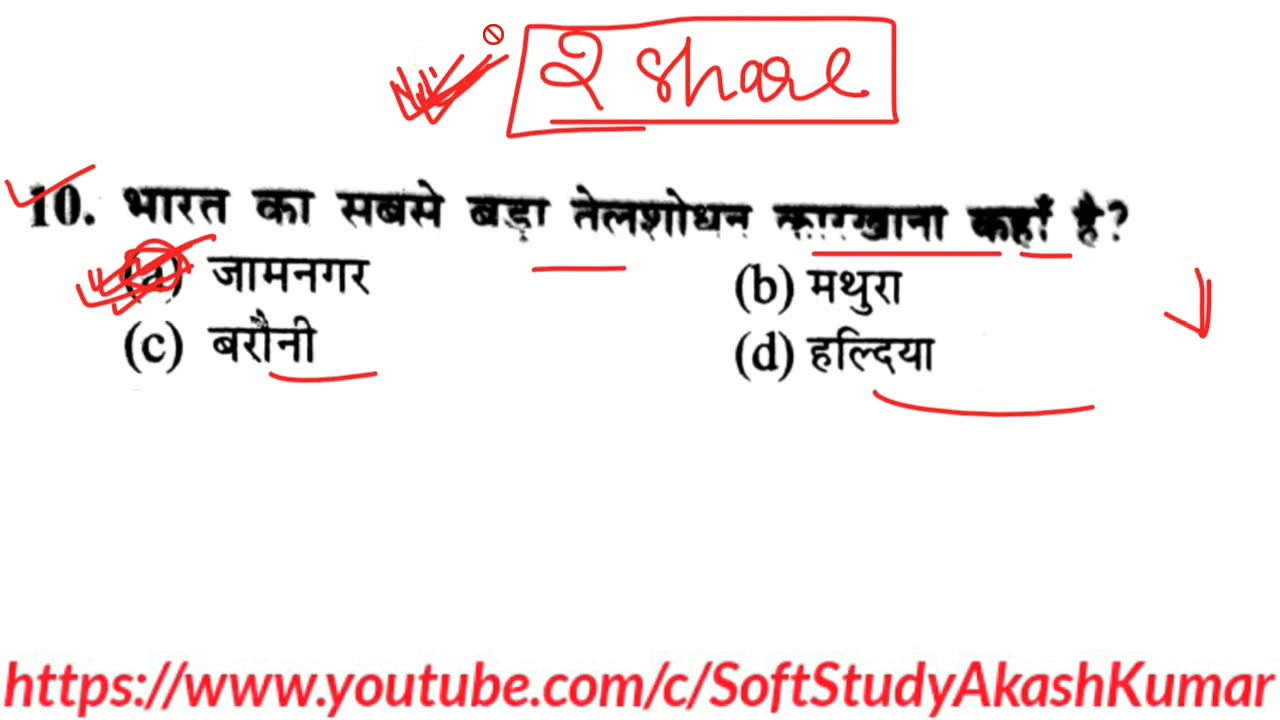 2 share
10. भारत का सबसे बड़ा तेलशोधन कारखाना कहाँ है?
(a) जामनगर (b) मथुरा
(c) बरौनी (d) हल्दिया
https://www.youtube.com/c/SoftStudyAkashKumar